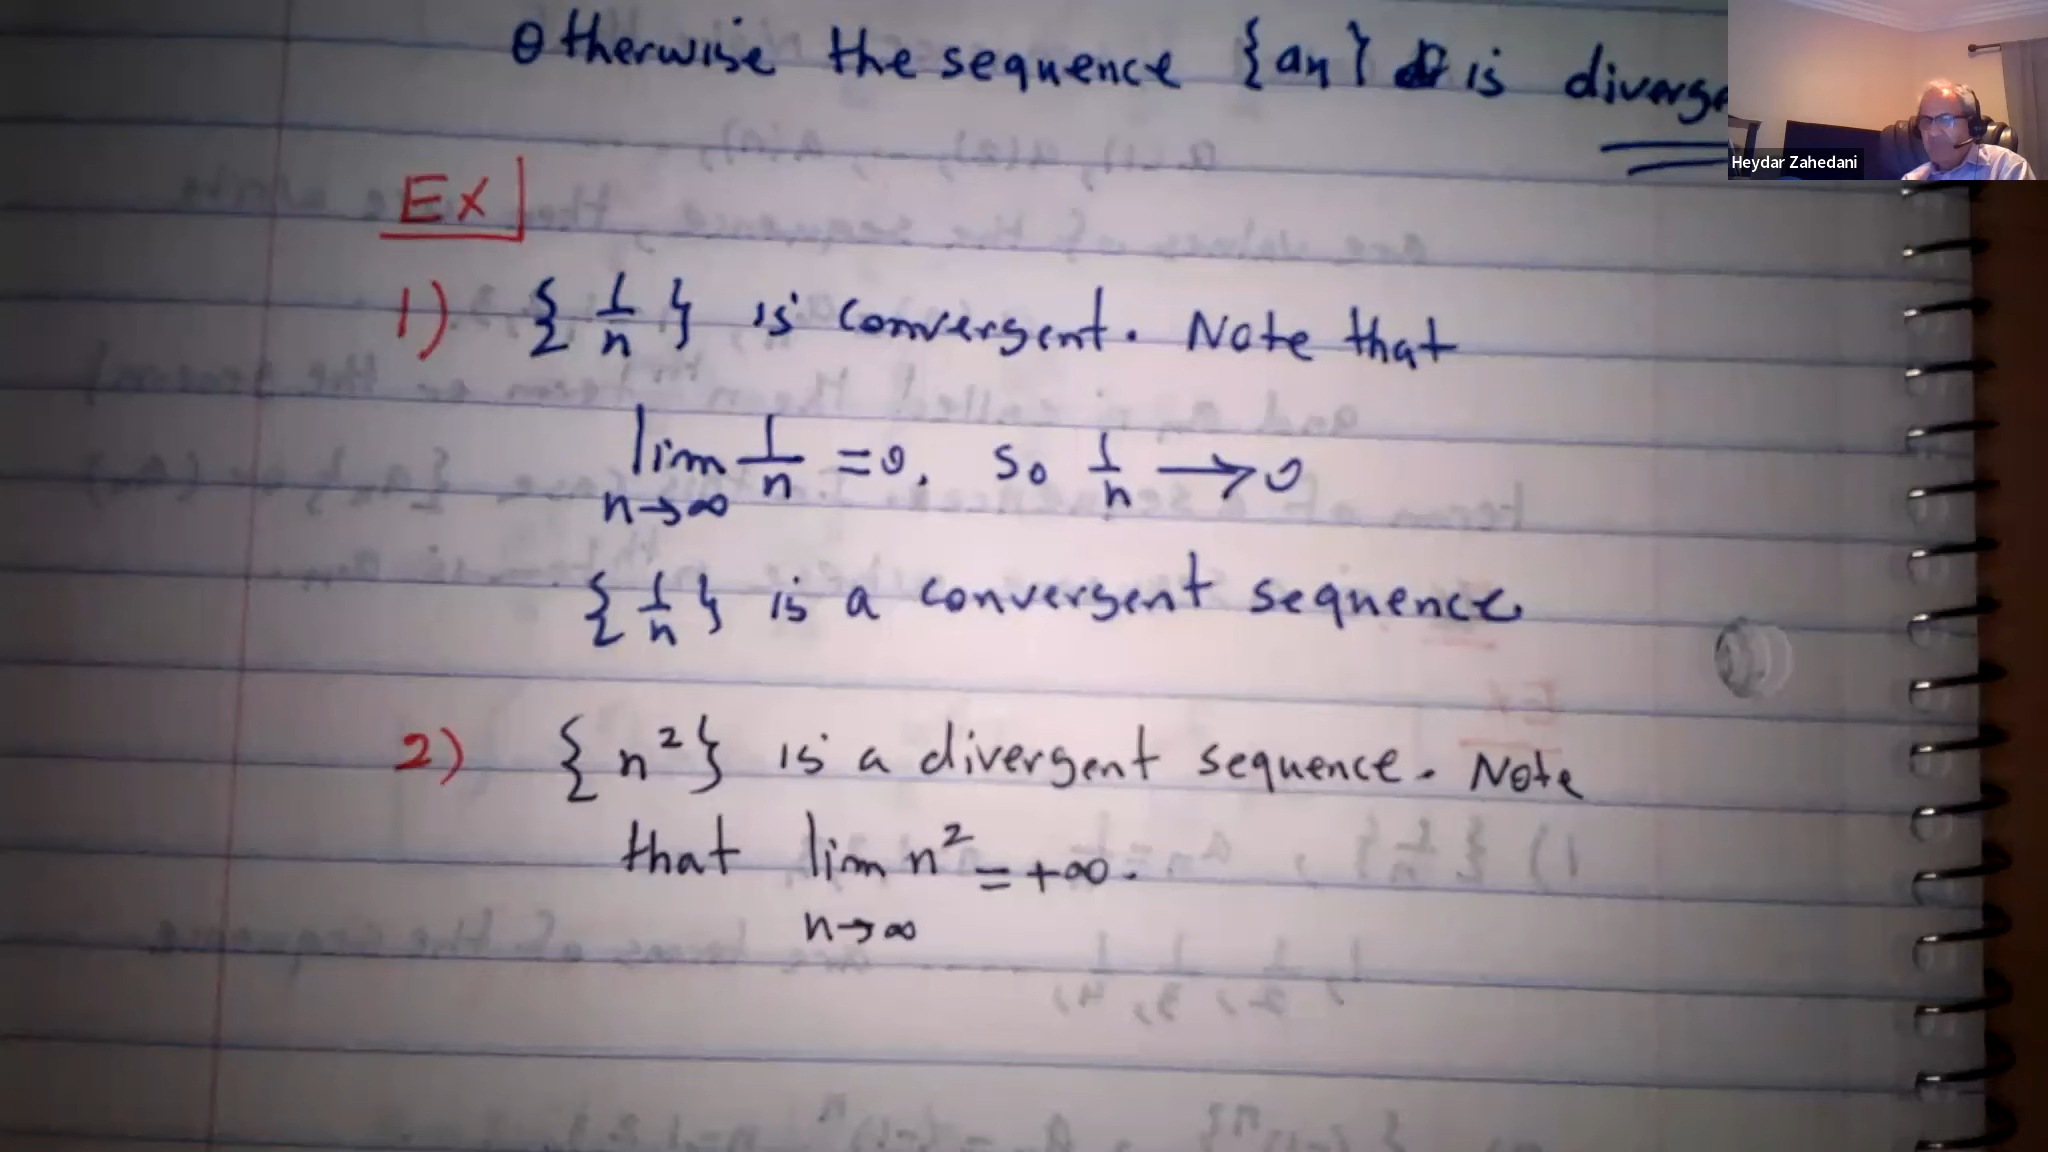 Otherwise the sequence {an} is diverge
Heydar Zahedani
Ex
1) {1/n} is convergent. Note that
lim 1/n = 0. So 1/n → 0
n→∞
{1/n} is a convergent sequence.
2) {n²} is a divergent sequence. Note
that lim n² = +∞.
n→∞